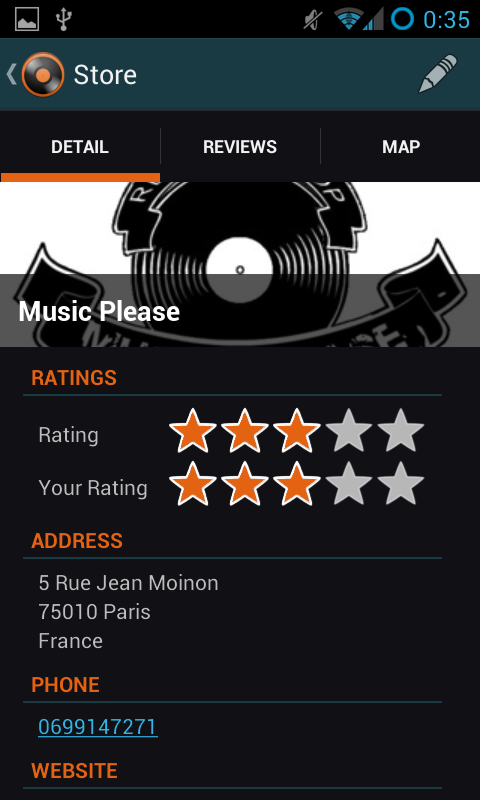 0:35
Store
DETAIL
REVIEWS
MAP
Music Please
RATINGS
Rating
Your Rating
ADDRESS
5 Rue Jean Moinon
75010 Paris
France
PHONE
0699147271
WEBSITE